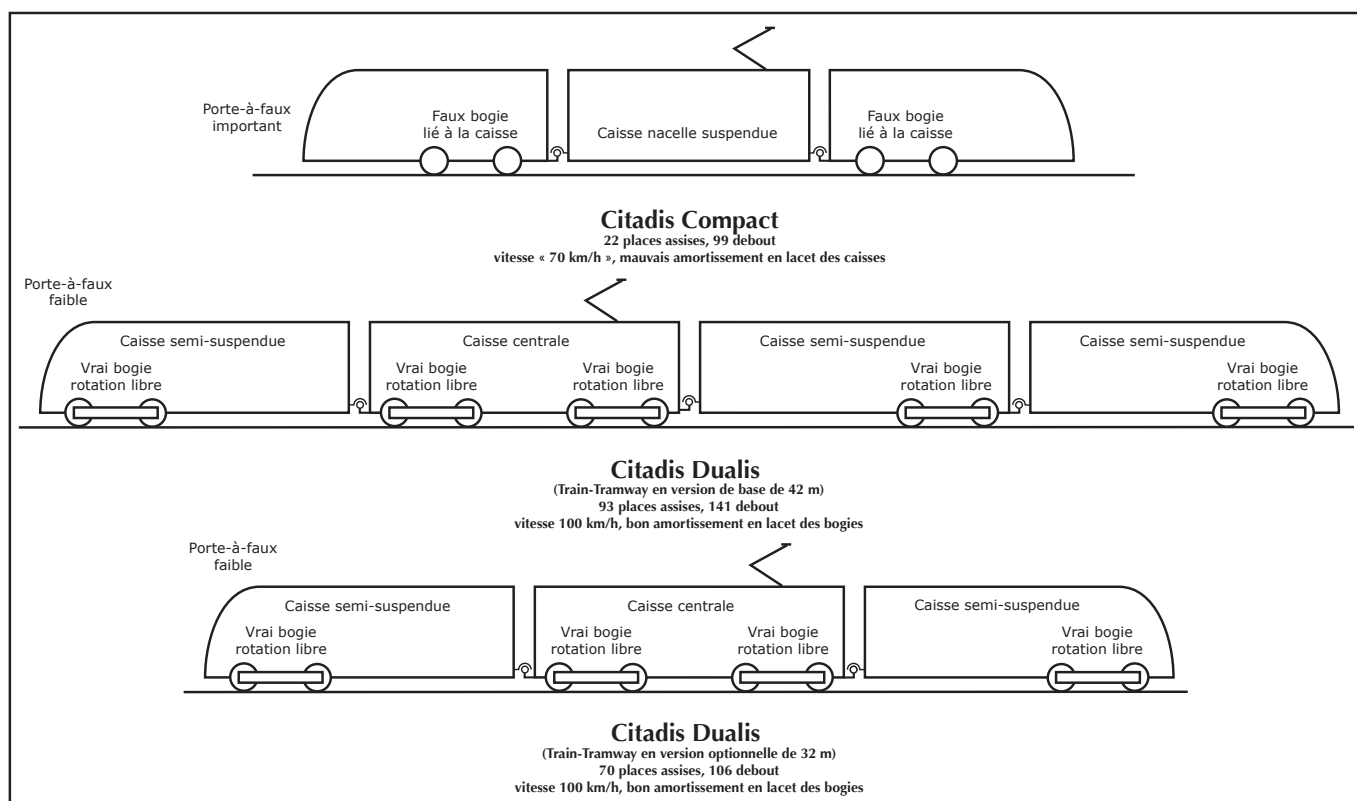 Porte-à-faux
important
Faux bogie
lié à la caisse
Caisse nacelle suspendue
Faux bogie
lié à la caisse
Citadis Compact
22 places assises, 99 debout
vitesse « 70 km/h », mauvais amortissement en lacet des caisses
Porte-à-faux
faible
Caisse semi-suspendue
Caisse centrale
Caisse semi-suspendue
Caisse semi-suspendue
Vrai bogie
rotation libre
Vrai bogie
rotation libre
Vrai bogie
rotation libre
Vrai bogie
rotation libre
Vrai bogie
rotation libre
Citadis Dualis
(Train-Tramway en version de base de 42 m)
93 places assises, 141 debout
vitesse 100 km/h, bon amortissement en lacet des bogies
Porte-à-faux
faible
Caisse semi-suspendue
Caisse centrale
Caisse semi-suspendue
Vrai bogie
rotation libre
Vrai bogie
rotation libre
Vrai bogie
rotation libre
Vrai bogie
rotation libre
Citadis Dualis
(Train-Tramway en version optionnelle de 32 m)
70 places assises, 106 debout
vitesse 100 km/h, bon amortissement en lacet des bogies